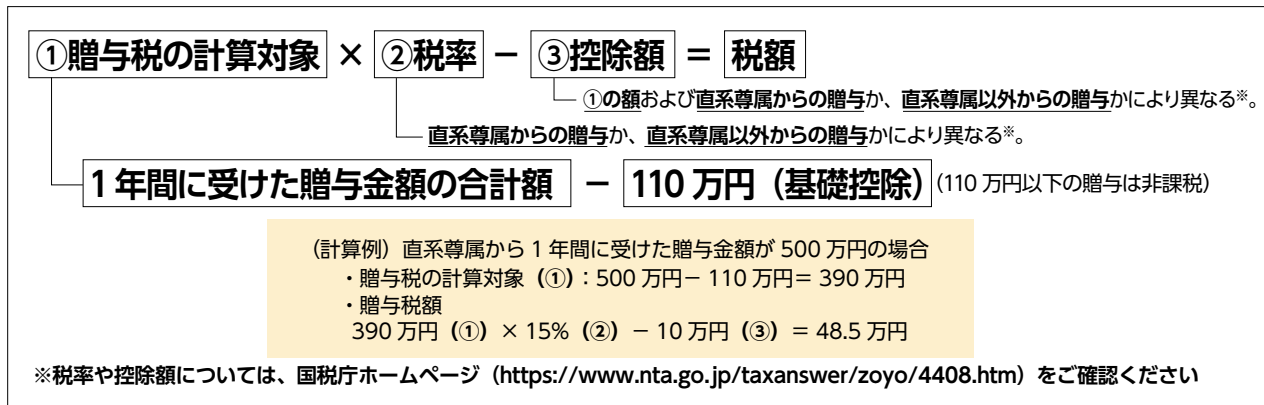 ①贈与税の計算対象 × ②税率 − ③控除額 = 税額
①の額および直系尊属からの贈与か、直系尊属以外からの贈与かにより異なる※。
直系尊属からの贈与か、直系尊属以外からの贈与かにより異なる※。
1年間に受けた贈与金額の合計額 − 110万円（基礎控除）(110万円以下の贈与は非課税)
（計算例）直系尊属から1年間に受けた贈与金額が500万円の場合
・贈与税の計算対象（①）：500万円－110万円＝390万円
・贈与税額
390万円（①）×15%（②）－10万円（③）＝48.5万円
※税率や控除額については、国税庁ホームページ（https://www.nta.go.jp/taxanswer/zoyo/4408.htm）をご確認ください